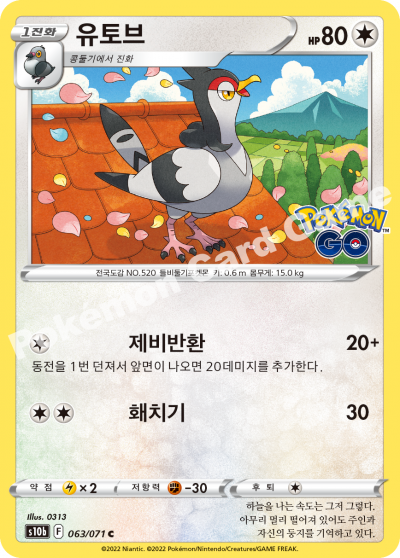 1진화
유토브
HP 80
콩둘기에서 진화
Pokémon GO
Pokémon Card Game
전국도감 NO.520 들비둘기포켓몬 키: 0.6 m 몸무게: 15.0 kg
제비반환 20+
동전을 1번 던져서 앞면이 나오면 20데미지를 추가한다.
홰치기 30
약점 ×2 저항력 -30 후퇴
Illus. 0313
하늘을 나는 속도는 그저 그렇다.
아무리 멀리 떨어져 있어도 주인과
자신의 둥지를 기억하고 있다.
s10b F 063/071 C
©2022 Niantic. ©2022 Pokémon/Nintendo/Creatures/GAME FREAK.